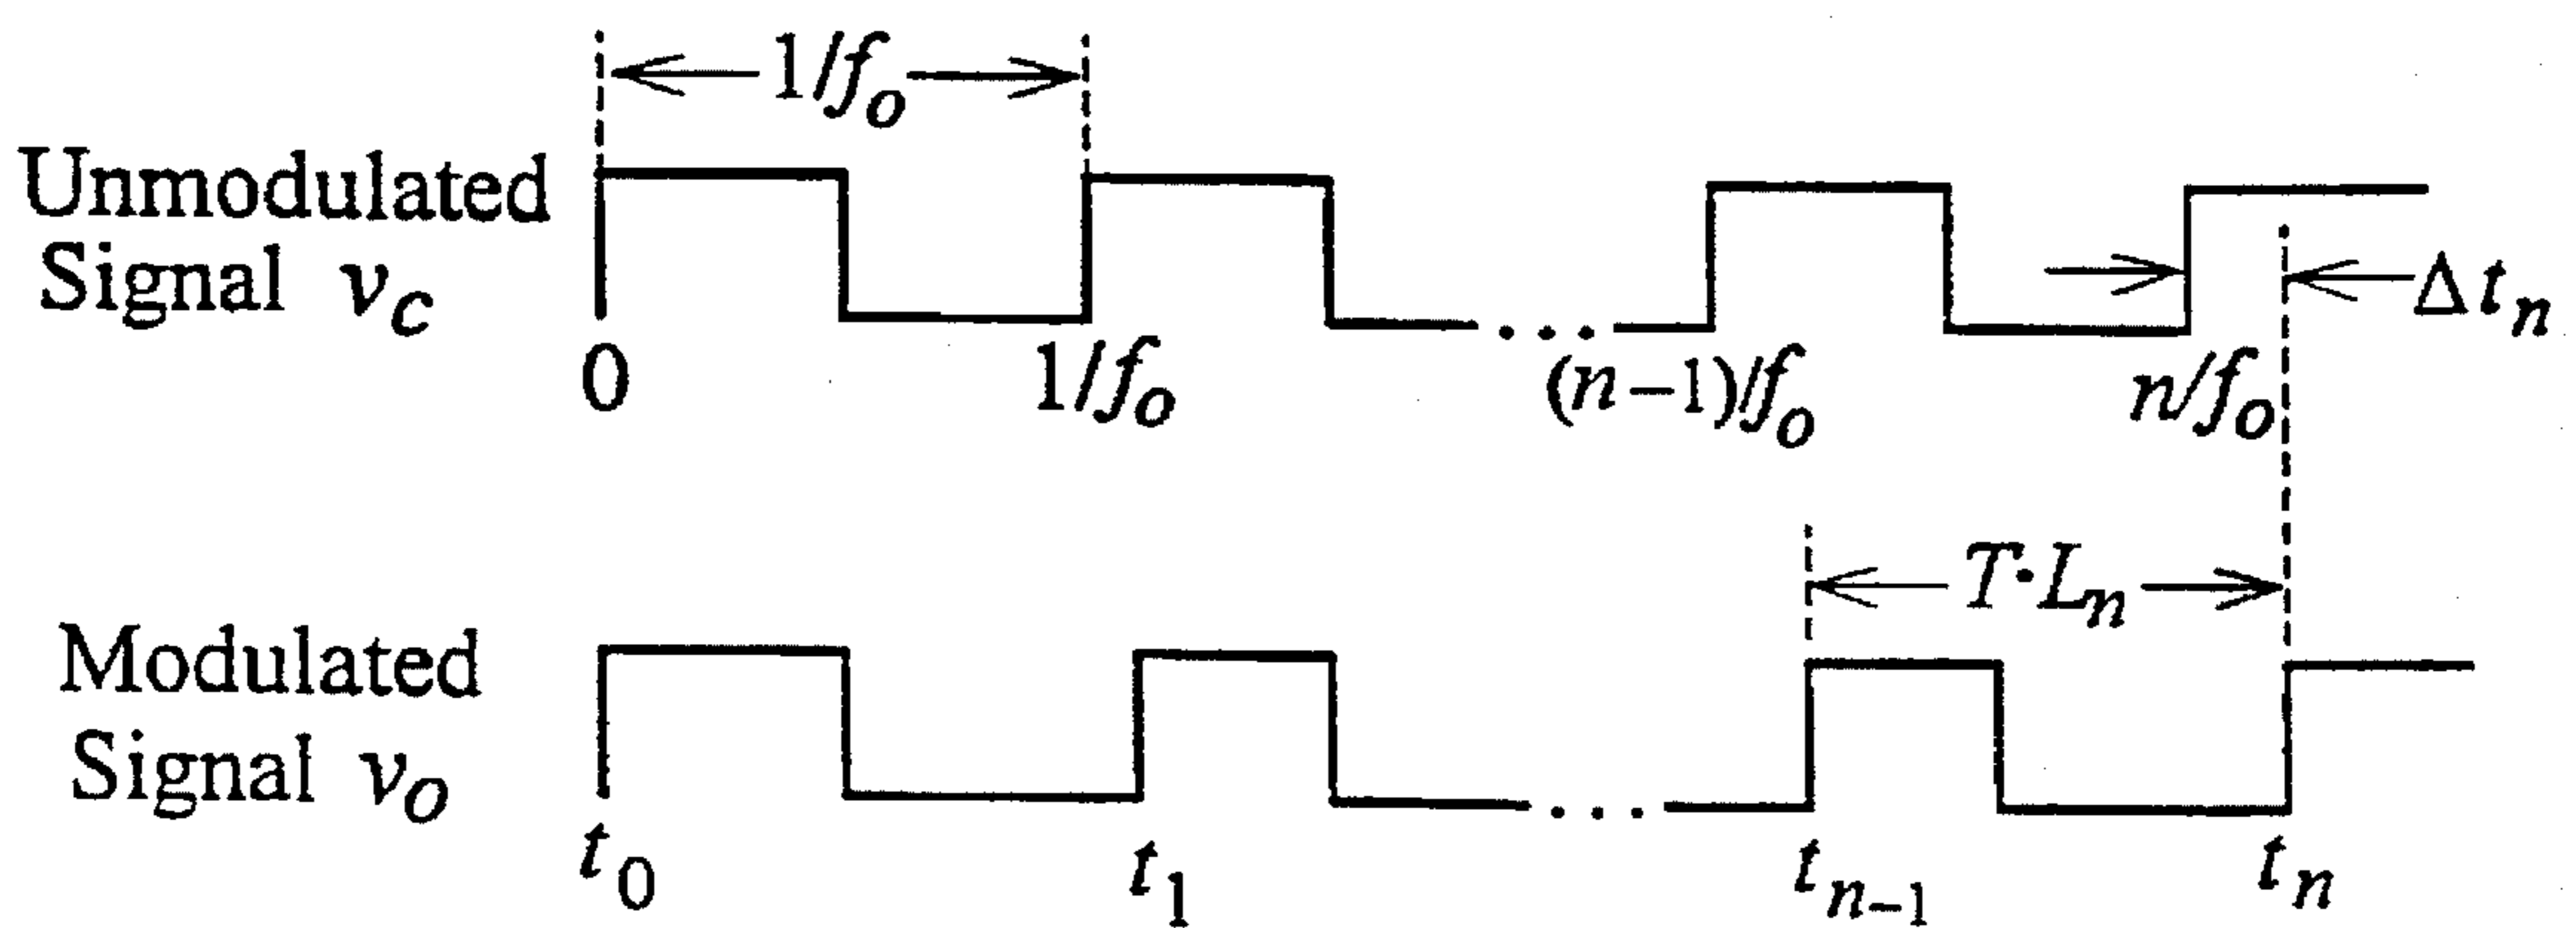 1/fo
Unmodulated
Signal vc
Δtn
0
1/fo
(n−1)/fo
n/fo
T·Ln
Modulated
Signal vo
t0
t1
tn−1
tn